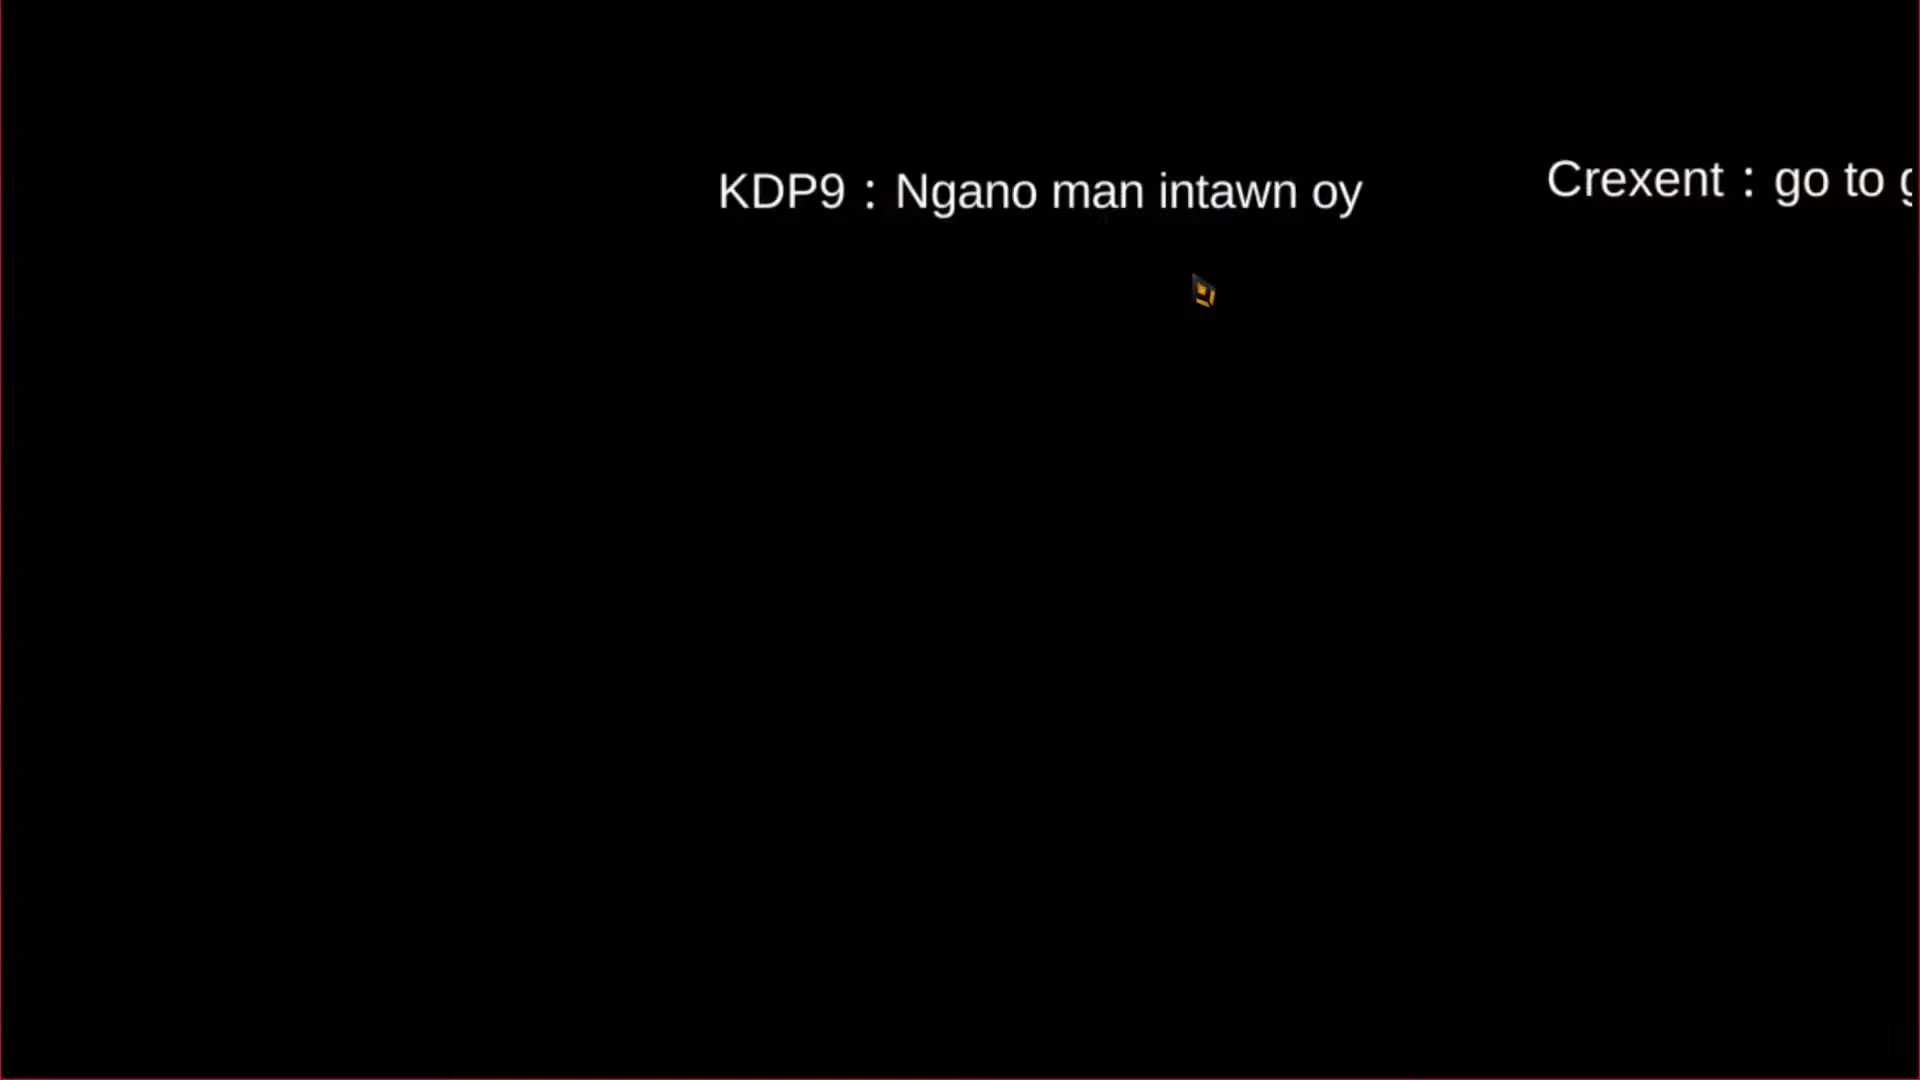 KDP9 : Ngano man intawn oy
Crexent : go to